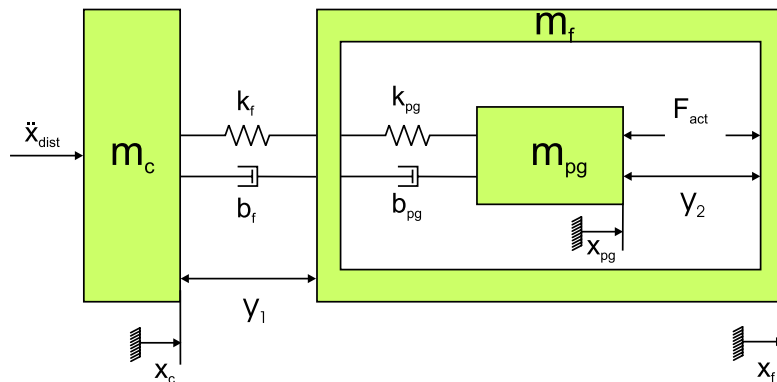 m_f
k_f
k_pg
F_act
ẍ_dist
m_c
m_pg
b_f
b_pg
y_2
x_pg
y_1
x_c
x_f